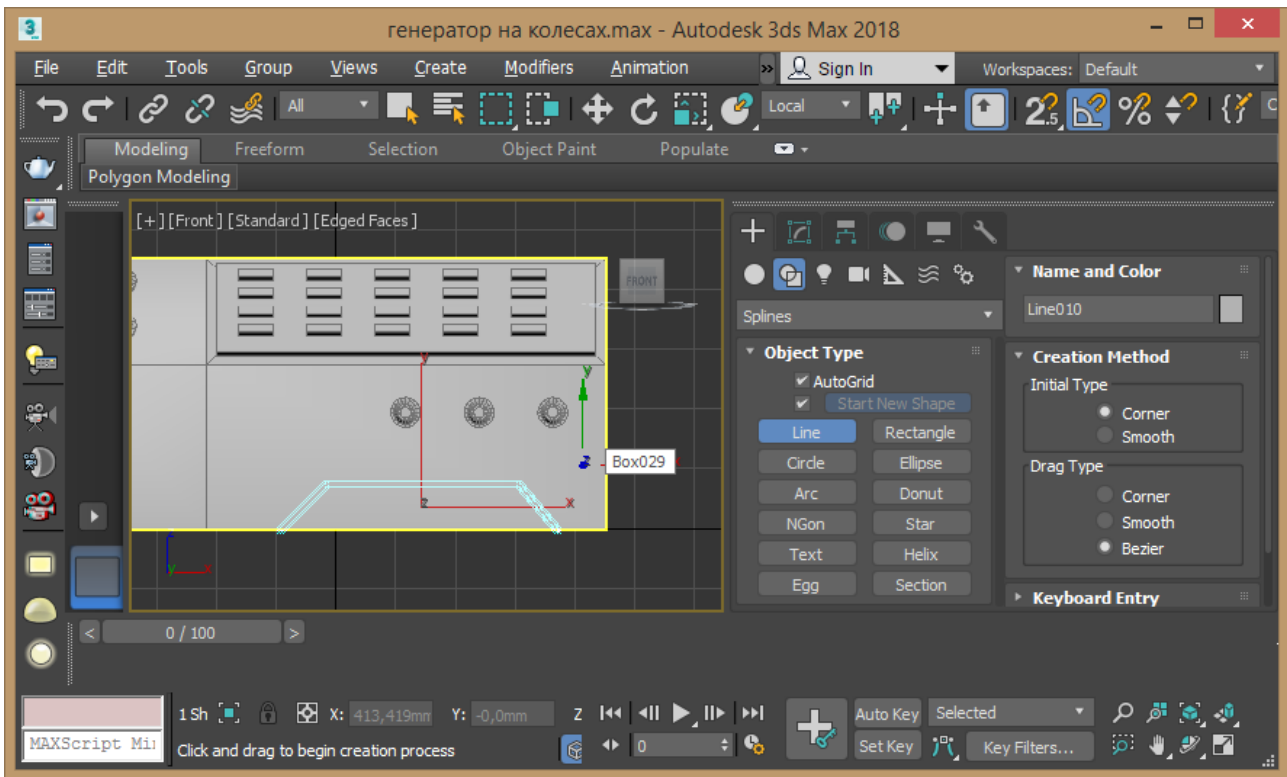 генератор на колесах.max - Autodesk 3ds Max 2018
File Edit Tools Group Views Create Modifiers Animation » Sign In Workspaces: Default
All Local
Modeling Freeform Selection Object Paint Populate
Polygon Modeling
[+] [Front] [Standard] [Edged Faces]
FRONT
Name and Color
Splines
Line010
Object Type
Creation Method
AutoGrid
Initial Type
Start New Shape
Corner
Line Rectangle
Smooth
Circle Ellipse
Drag Type
Box029
Arc Donut
Corner
NGon Star
Smooth
Text Helix
Bezier
Egg Section
Keyboard Entry
y
y
z
x
z
y
< 0 / 100 >
1 Sh X: 413,419mm Y: -0,0mm Z Auto Key Selected
MAXScript Mi Click and drag to begin creation process 0 Set Key Key Filters...